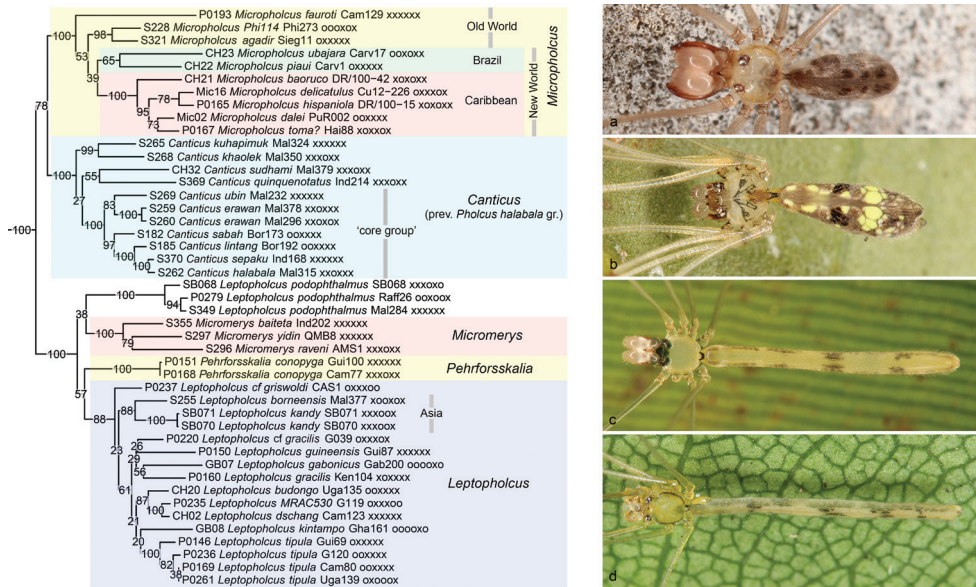 P0193 Micropholcus fauroti Cam129 xxxxxx
S228 Micropholcus Phi114 Phi273 oooxox
S321 Micropholcus agadir Sieg11 oxxxxx
Old World
CH23 Micropholcus ubajara Carv17 ooxoxx
CH22 Micropholcus piaui Carv1 oxxxxx
Brazil
CH21 Micropholcus baoruco DR/100-42 xoxoxx
Mic16 Micropholcus delicatulus Cu12-226 oxxxxx
P0165 Micropholcus hispaniola DR/100-15 xoxxxx
Mic02 Micropholcus dalei PuR002 ooxxxx
P0167 Micropholcus toma? Hai88 xoxxox
Caribbean
New World
Micropholcus
S265 Canticus kuhapimuk Mal324 xxxxxx
S268 Canticus khaolek Mal350 xxxoxx
CH32 Canticus sudhami Mal379 xxxxxx
S369 Canticus quinquenotatus Ind214 xxxoxx
S269 Canticus ubin Mal232 xxxxxx
S259 Canticus erawan Mal378 xxxoxx
S260 Canticus erawan Mal296 xxoxox
S182 Canticus sabah Bor173 ooxxxx
S185 Canticus lintang Bor192 ooxxxx
S370 Canticus sepaku Ind168 xxxxxx
S262 Canticus halabala Mal315 xxoxxx
'core group'
Canticus
(prev. Pholcus halabala gr.)
SB068 Leptopholcus podophthalmus SB068 xxxoxo
P0279 Leptopholcus podophthalmus Raff26 ooxoox
S349 Leptopholcus podophthalmus Mal284 xxxxxx
S355 Micromerys baiteta Ind202 xxxxxx
S297 Micromerys yidin QMB8 xxxxxx
S296 Micromerys raveni AMS1 xxoxxx
Micromerys
P0151 Pehrforsskalia conopyga Gui100 xxxxxx
P0168 Pehrforsskalia conopyga Cam77 xxoxxx
Pehrforsskalia
P0237 Leptopholcus cf griswoldi CAS1 oxxxoo
S255 Leptopholcus borneensis Mal377 xooxox
SB071 Leptopholcus kandy SB071 xxxoox
SB070 Leptopholcus kandy SB070 xxxoox
Asia
P0220 Leptopholcus cf gracilis G039 oxxxox
P0150 Leptopholcus guineensis Gui87 xxxxxx
GB07 Leptopholcus gabonicus Gab200 ooooxo
P0160 Leptopholcus gracilis Ken104 xoxxxx
CH20 Leptopholcus budongo Uga135 ooxxxx
P0235 Leptopholcus MRAC530 G119 oooxxx
CH02 Leptopholcus dschang Cam123 xxxxxx
GB08 Leptopholcus kintampo Gha161 ooooxo
P0146 Leptopholcus tipula Gui69 oxxxxx
P0236 Leptopholcus tipula G120 ooxxxx
P0169 Leptopholcus tipula Cam80 ooxxxx
P0261 Leptopholcus tipula Uga139 oxooox
Leptopholcus
100
98
53
65
39
100
78
95
73
78
99
100
55
27
83
100
100
97
100
100
100
100
94
38
100
79
100
100
57
88
88
100
23
26
29
56
61
87
100
21
20
100
82
38
a
b
c
d